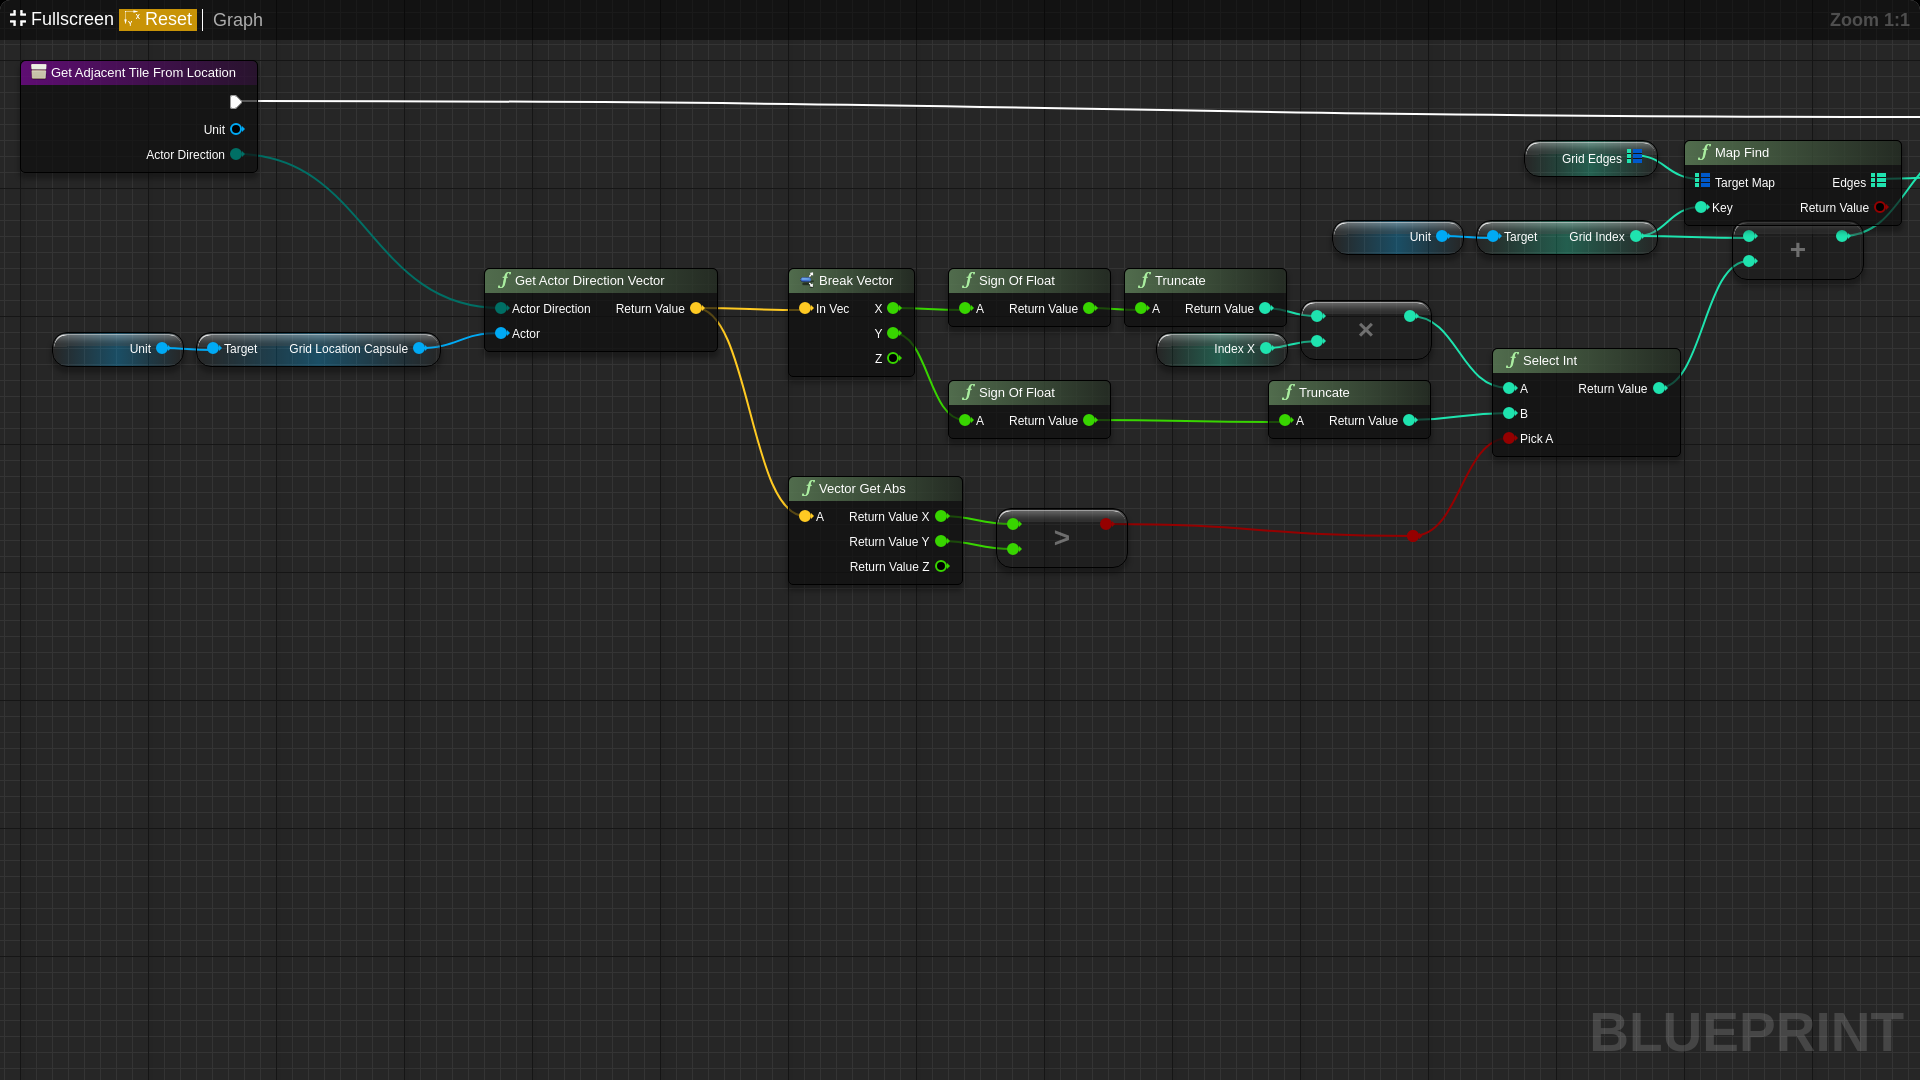 Fullscreen Reset Graph Zoom 1:1
Get Adjacent Tile From Location
Unit
Actor Direction
Grid Edges
Map Find
Target Map Edges
Key Return Value
Unit
Target Grid Index
+
Get Actor Direction Vector
Actor Direction Return Value
Actor
Unit
Target Grid Location Capsule
Break Vector
In Vec X
Y
Z
Sign Of Float
A Return Value
Truncate
A Return Value
Index X
×
Sign Of Float
A Return Value
Truncate
A Return Value
Select Int
A Return Value
B
Pick A
Vector Get Abs
A Return Value X
Return Value Y
Return Value Z
>
BLUEPRINT